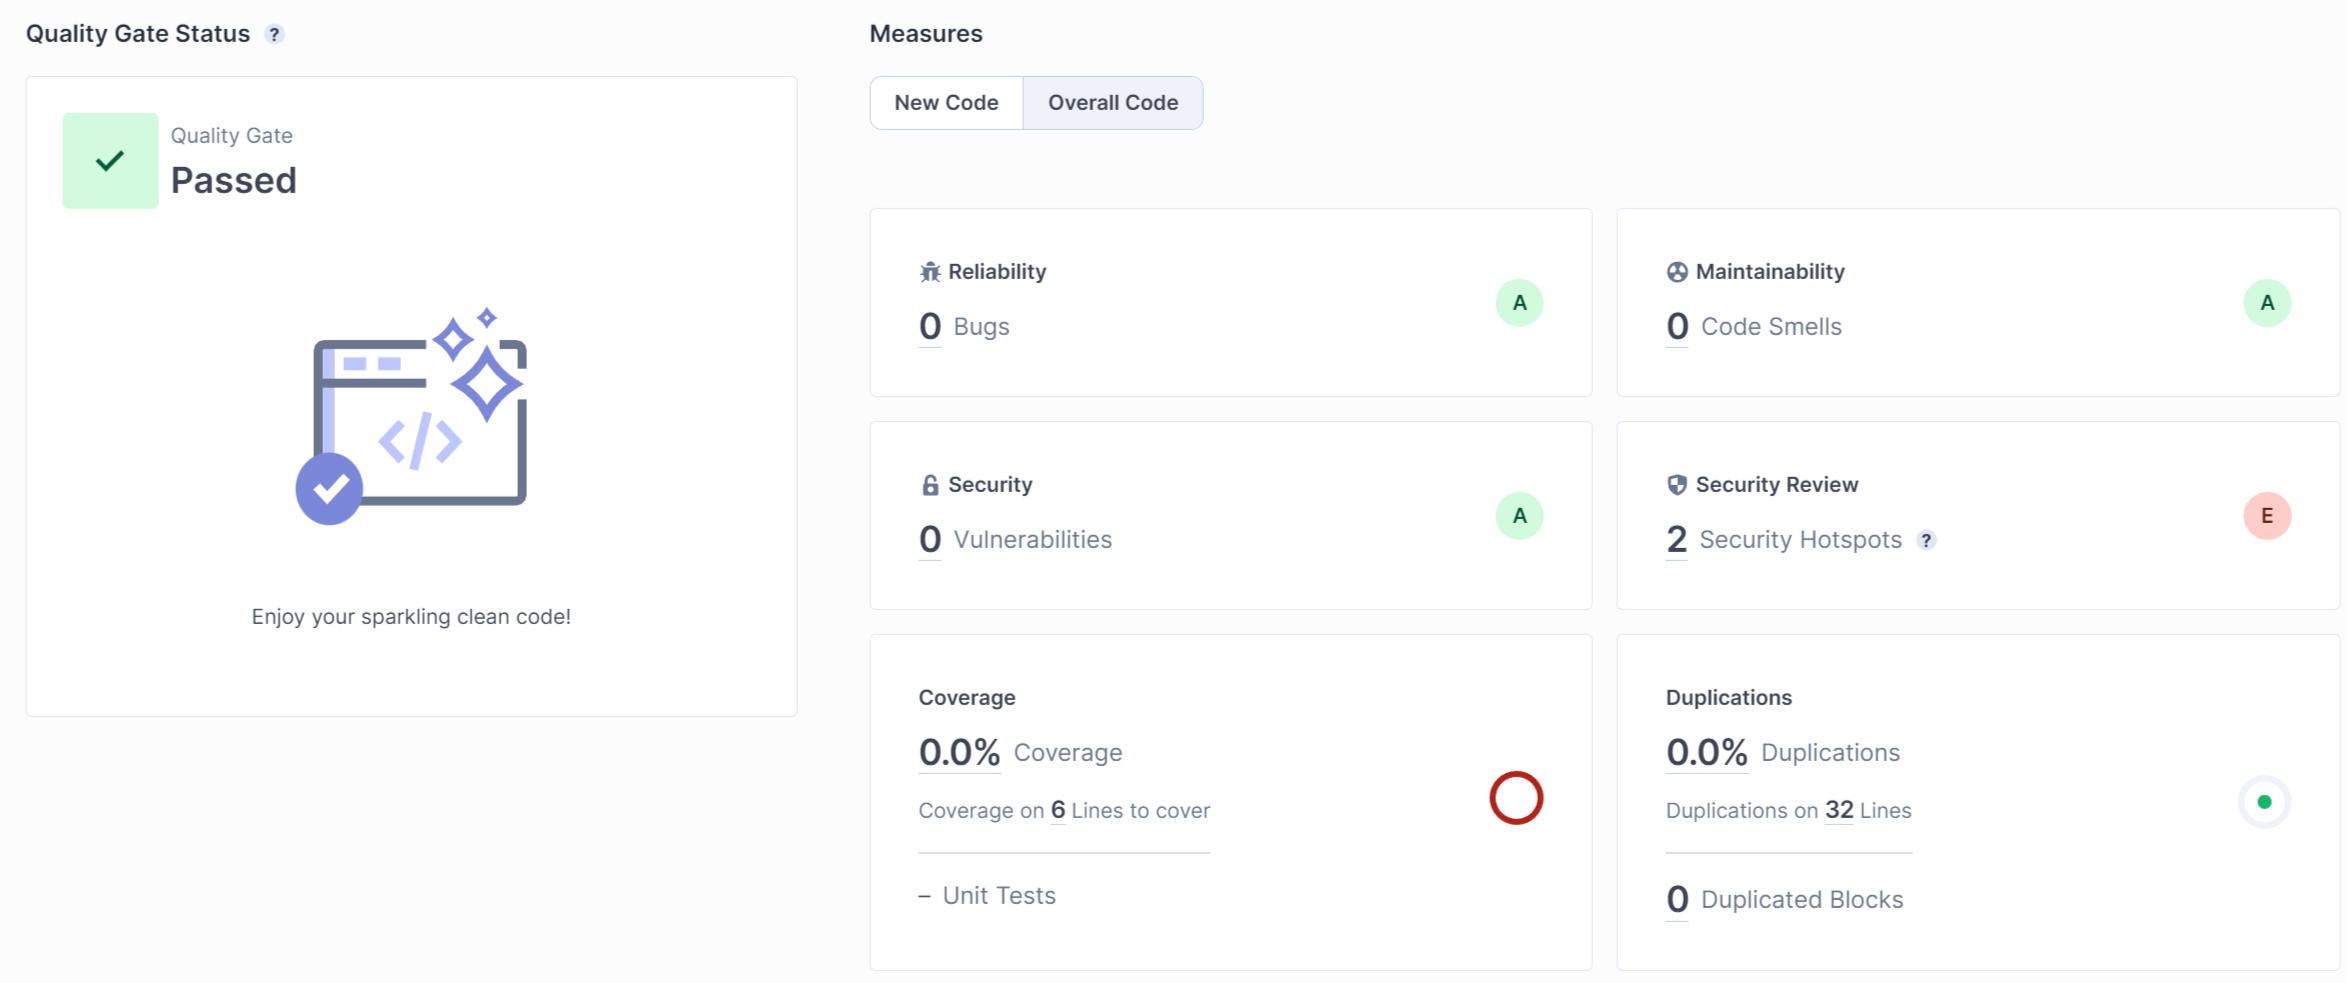 Quality Gate Status ?
Quality Gate
Passed
</>
Enjoy your sparkling clean code!
Measures
New Code
Overall Code
Reliability
0 Bugs
A
Maintainability
0 Code Smells
A
Security
0 Vulnerabilities
A
Security Review
2 Security Hotspots ?
E
Coverage
0.0% Coverage
Coverage on 6 Lines to cover
– Unit Tests
Duplications
0.0% Duplications
Duplications on 32 Lines
0 Duplicated Blocks